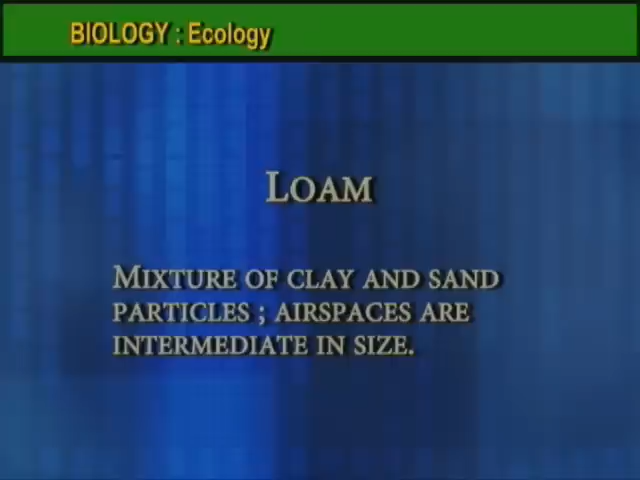 BIOLOGY : Ecology
LOAM
MIXTURE OF CLAY AND SAND
PARTICLES ; AIRSPACES ARE
INTERMEDIATE IN SIZE.